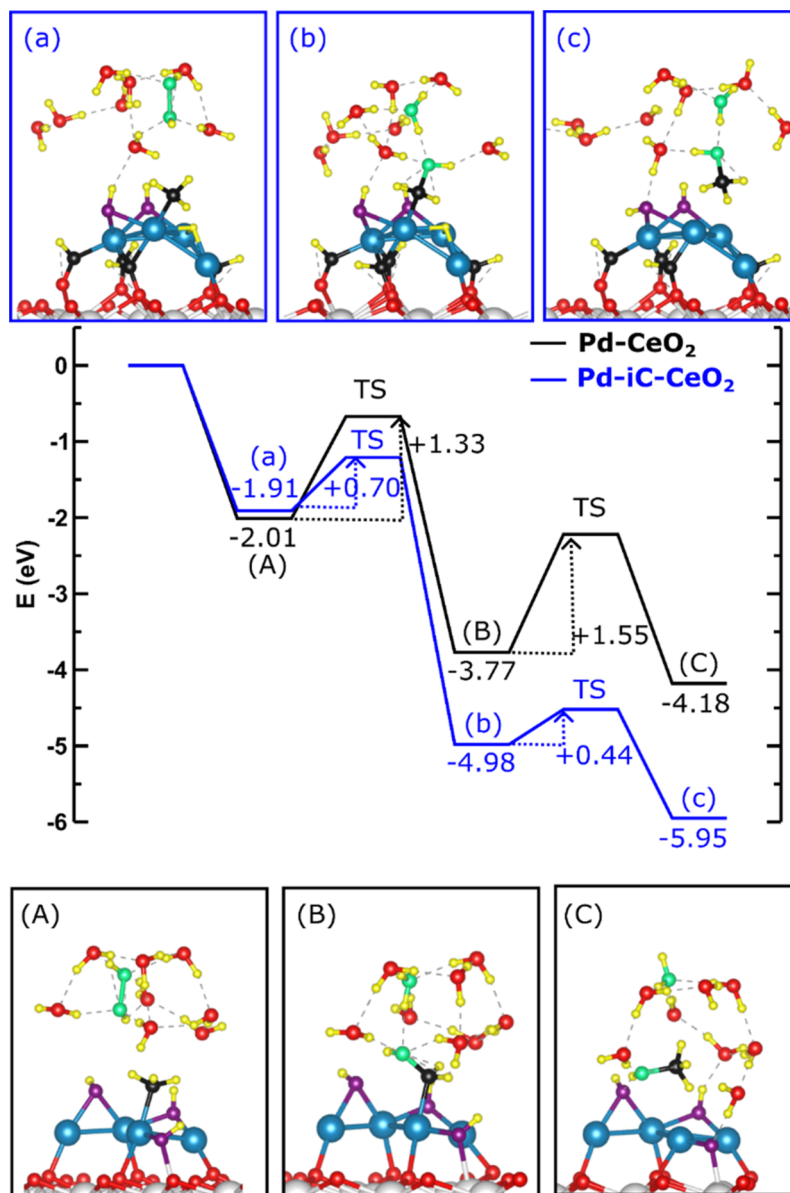 (a)
(b)
(c)
Pd-CeO₂
Pd-iC-CeO₂
0
-1
-2
-3
-4
-5
-6
E (eV)
TS
TS
+1.33
(a)
-1.91
+0.70
-2.01
(A)
TS
(B)
-3.77
+1.55
(C)
-4.18
TS
(b)
-4.98
+0.44
(c)
-5.95
(A)
(B)
(C)